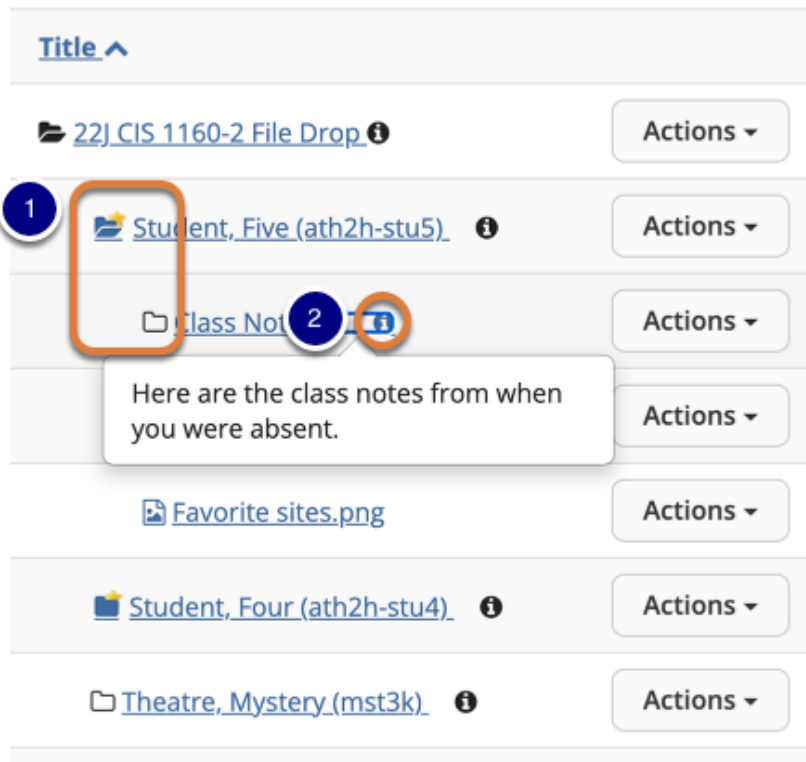 Title
22J CIS 1160-2 File Drop
Actions
1
Student, Five (ath2h-stu5)
Actions
Class Not
2
Actions
Here are the class notes from when
you were absent.
Actions
Favorite sites.png
Actions
Student, Four (ath2h-stu4)
Actions
Theatre, Mystery (mst3k)
Actions